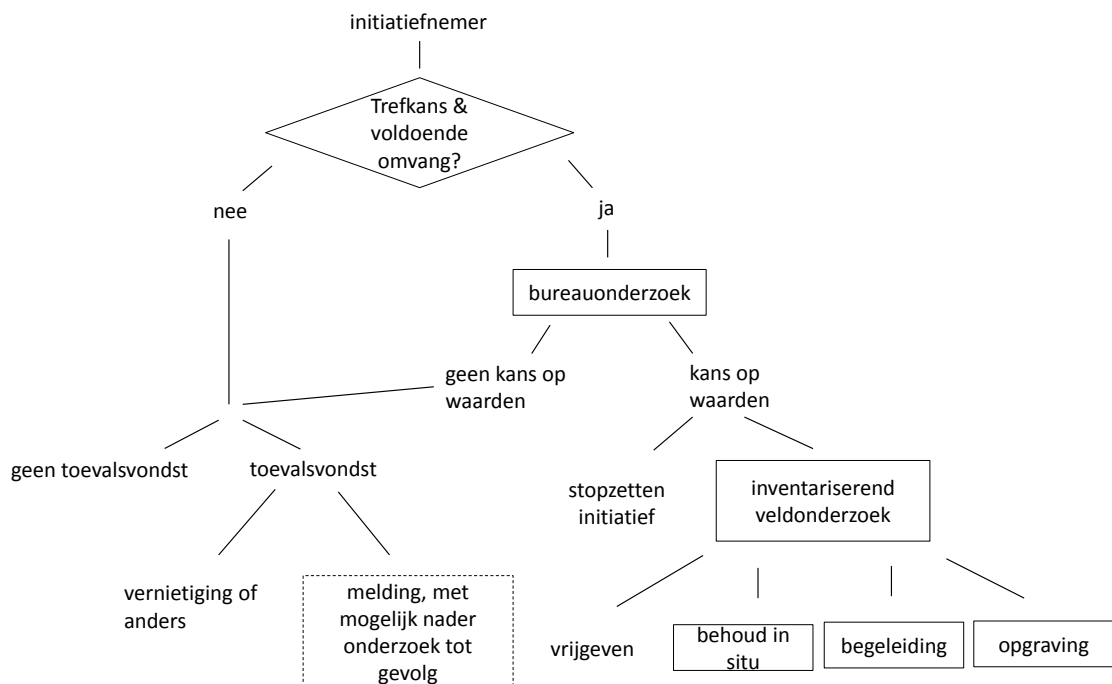 initiatiefnemer
Trefkans &
voldoende
omvang?
nee
ja
bureauonderzoek
geen kans op
waarden
kans op
waarden
geen toevalsvondst
toevalsvondst
stopzetten
initiatief
inventariserend
veldonderzoek
vernietiging of
anders
melding, met
mogelijk nader
onderzoek tot
gevolg
vrijgeven
behoud in
situ
begeleiding
opgraving